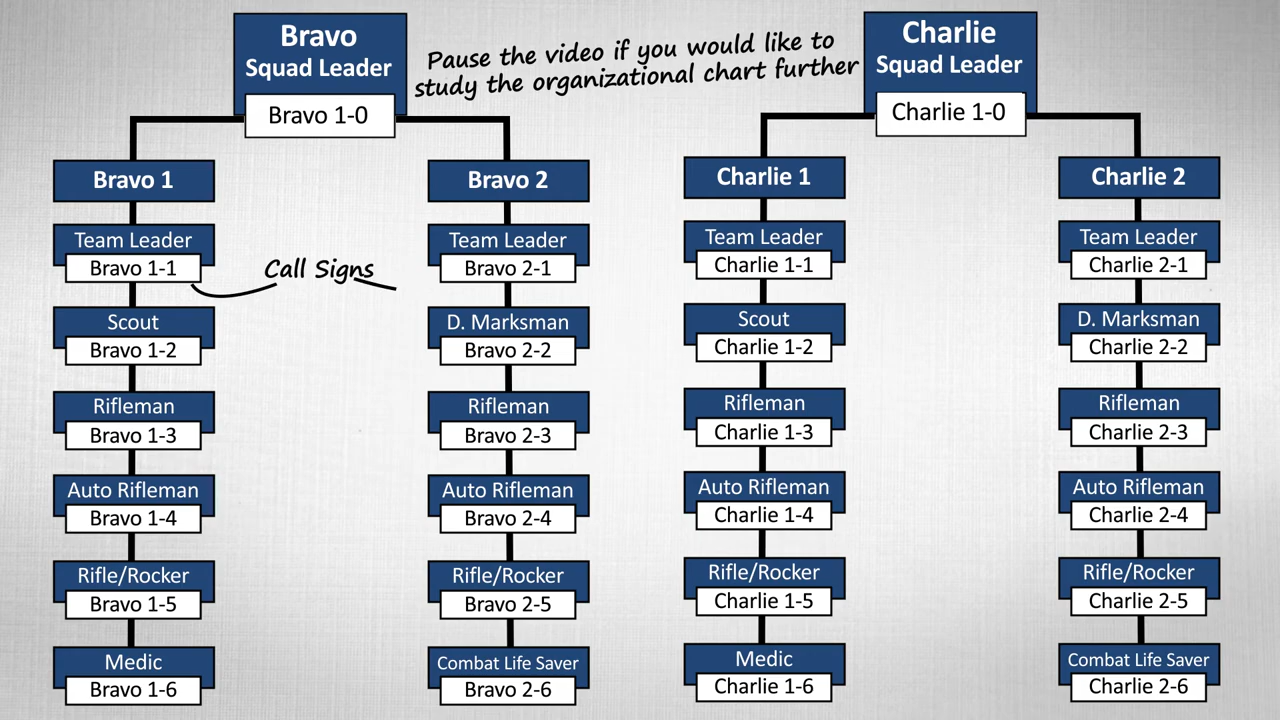 Bravo
Squad Leader
Bravo 1-0
Pause the video if you would like to
study the organizational chart further
Charlie
Squad Leader
Charlie 1-0
Bravo 1
Team Leader
Bravo 1-1
Scout
Bravo 1-2
Rifleman
Bravo 1-3
Auto Rifleman
Bravo 1-4
Rifle/Rocker
Bravo 1-5
Medic
Bravo 1-6
Call Signs
Bravo 2
Team Leader
Bravo 2-1
D. Marksman
Bravo 2-2
Rifleman
Bravo 2-3
Auto Rifleman
Bravo 2-4
Rifle/Rocker
Bravo 2-5
Combat Life Saver
Bravo 2-6
Charlie 1
Team Leader
Charlie 1-1
Scout
Charlie 1-2
Rifleman
Charlie 1-3
Auto Rifleman
Charlie 1-4
Rifle/Rocker
Charlie 1-5
Medic
Charlie 1-6
Charlie 2
Team Leader
Charlie 2-1
D. Marksman
Charlie 2-2
Rifleman
Charlie 2-3
Auto Rifleman
Charlie 2-4
Rifle/Rocker
Charlie 2-5
Combat Life Saver
Charlie 2-6